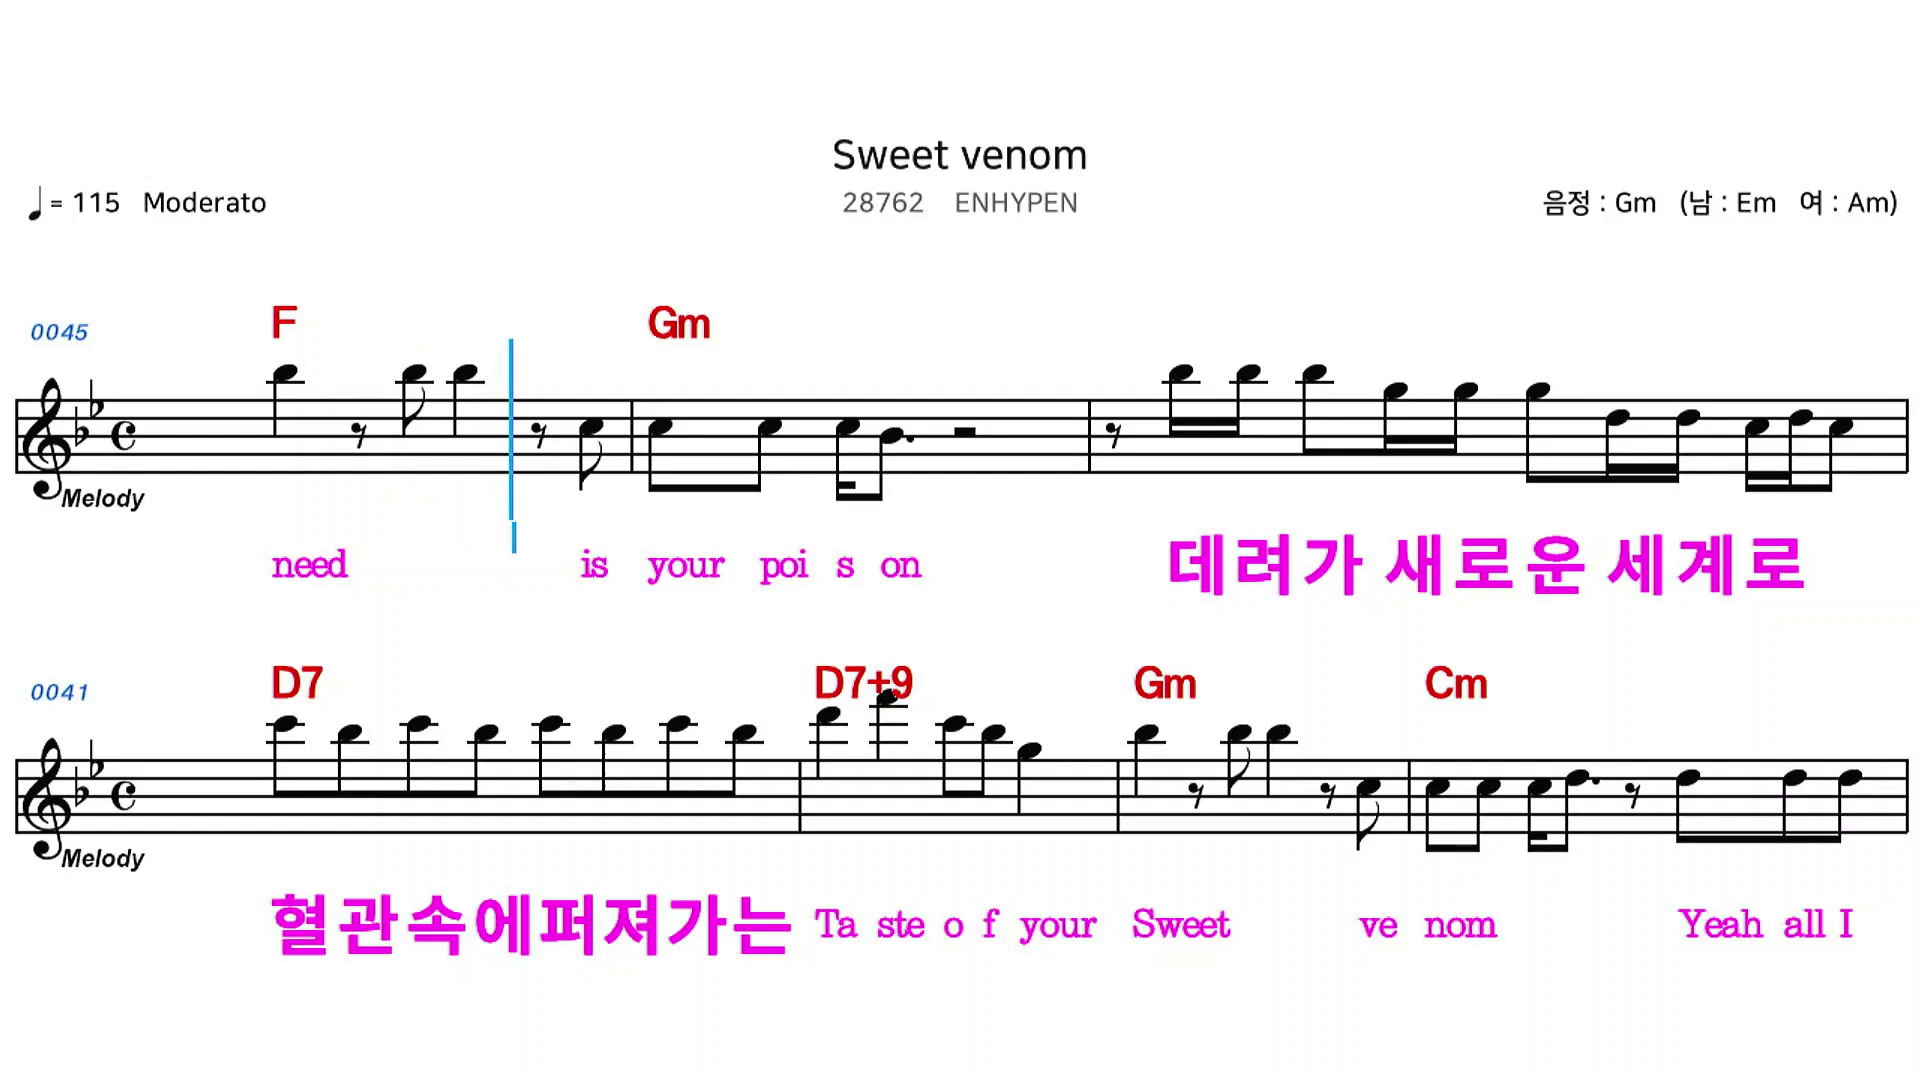 Sweet venom
♩= 115 Moderato
28762 ENHYPEN
음정 : Gm (남 : Em 여 : Am)
F Gm
0045
Melody
need is your poi s on 데려가 새로운 세계로
D7 D7+9 Gm Cm
0041
Melody
혈관속에퍼져가는 Ta ste o f your Sweet ve nom Yeah all I